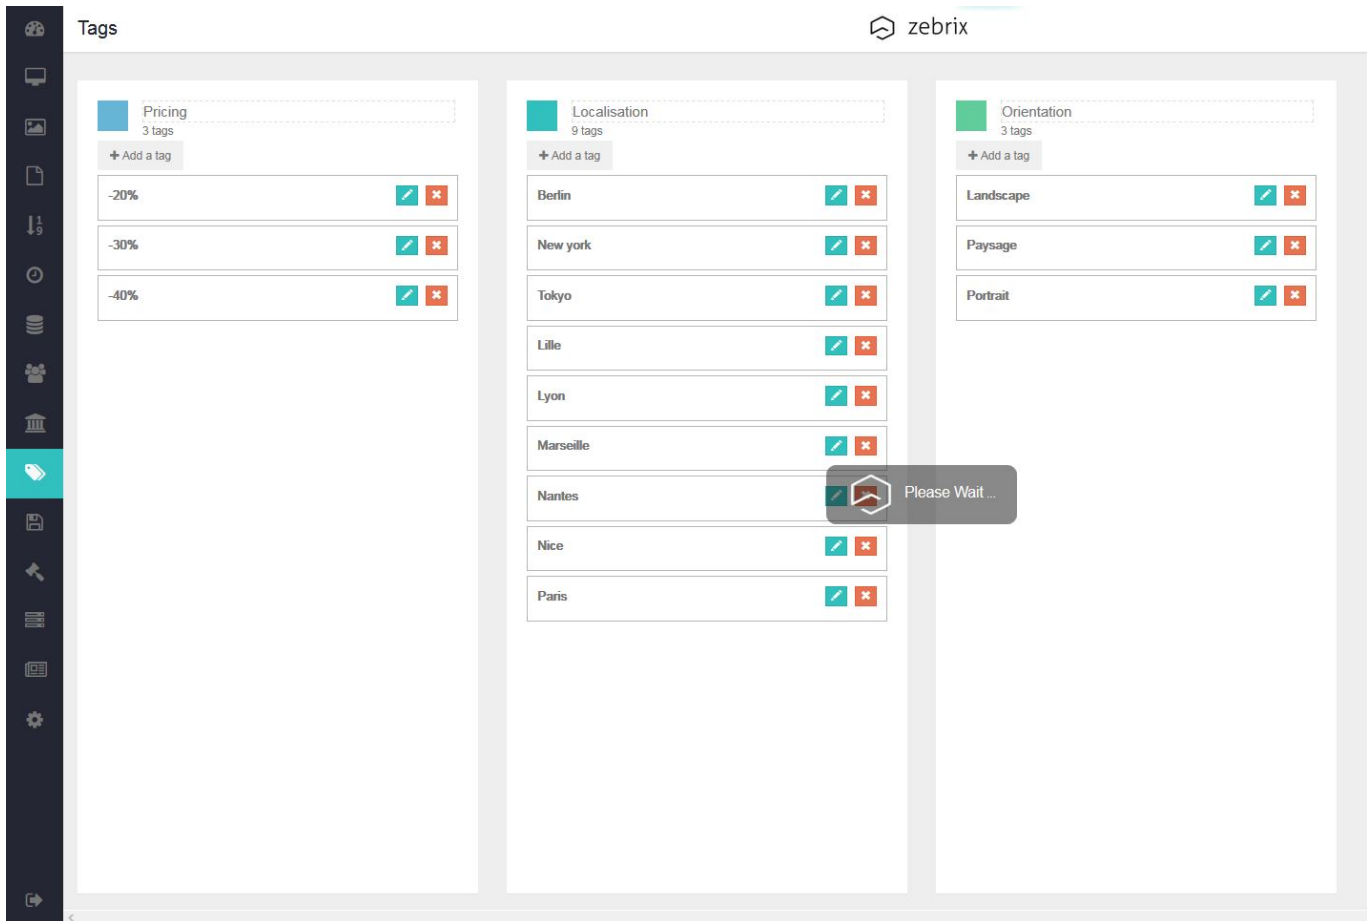 Tags
zebrix
Pricing
3 tags
+ Add a tag
-20%
-30%
-40%
Localisation
9 tags
+ Add a tag
Berlin
New york
Tokyo
Lille
Lyon
Marseille
Nantes
Nice
Paris
Orientation
3 tags
+ Add a tag
Landscape
Paysage
Portrait
Please Wait ...